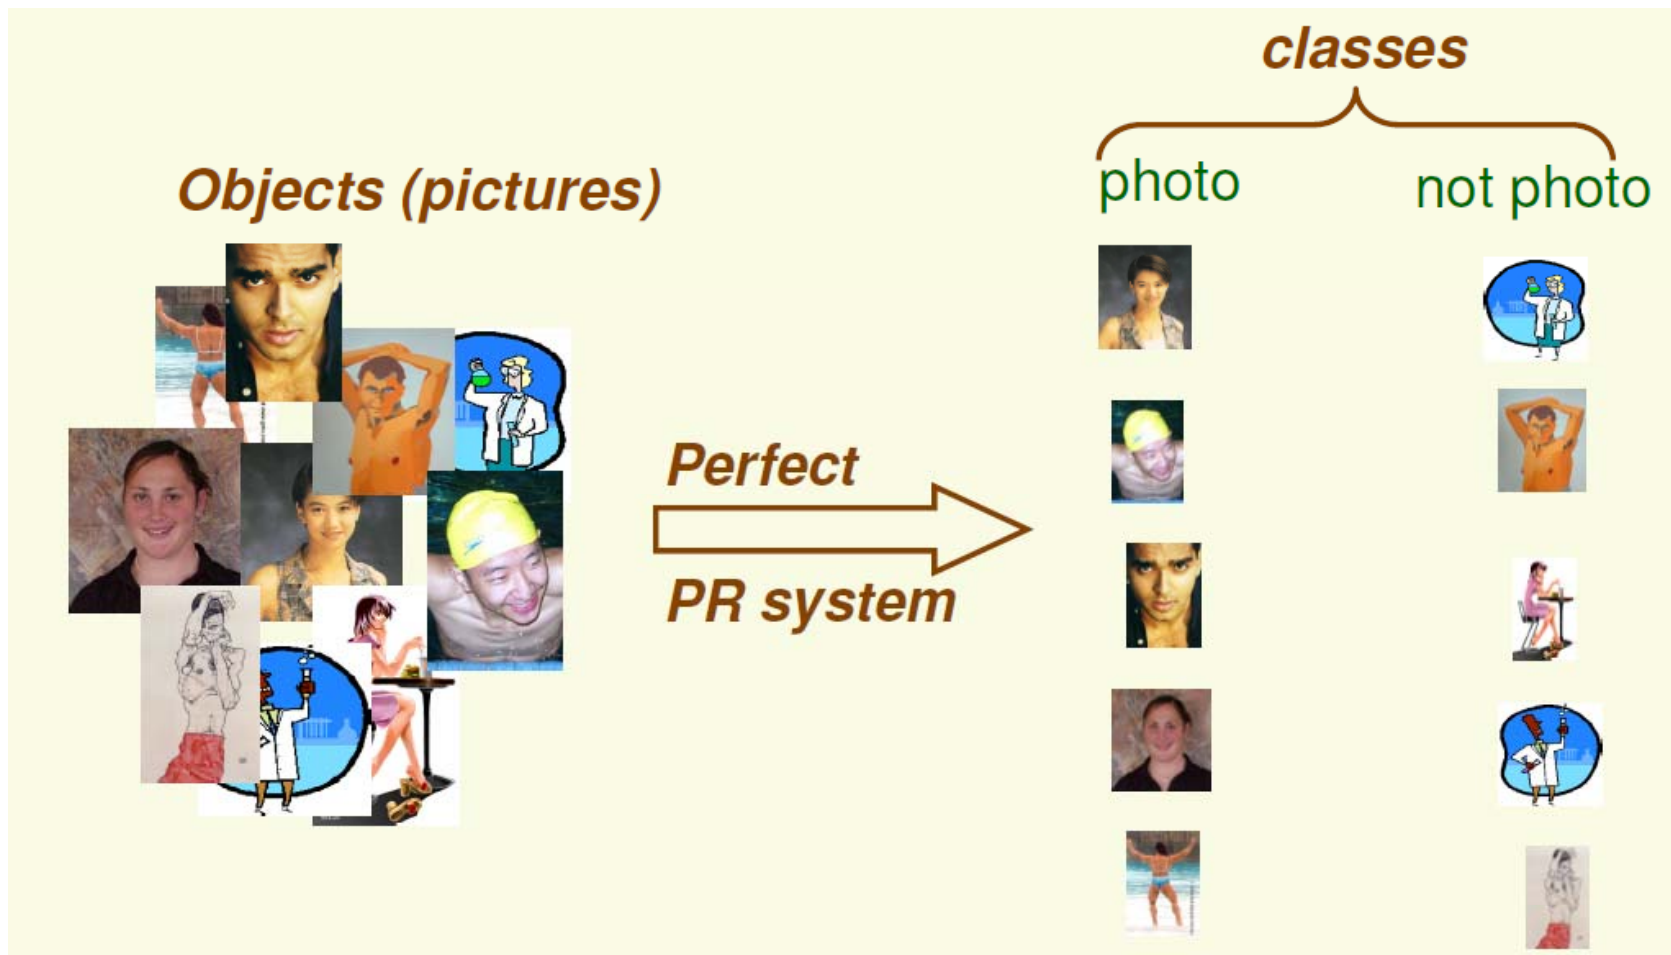 classes
photo
not photo
Objects (pictures)
Perfect
PR system